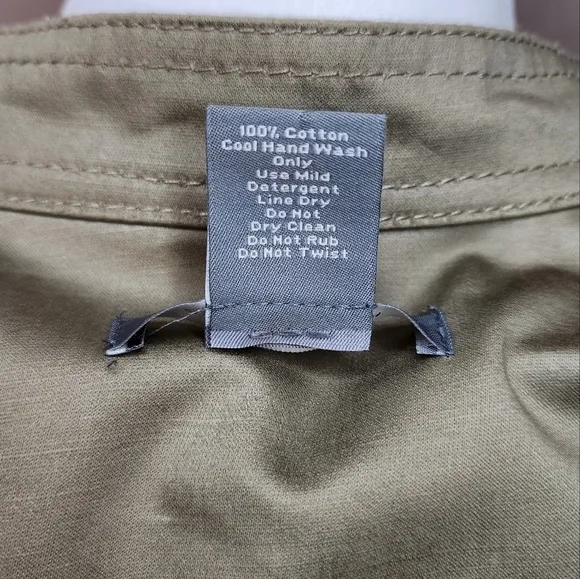 100% Cotton
Cool Hand Wash
Only
Use Mild
Detergent
Line Dry
Do Not
Dry Clean
Do Not Rub
Do Not Twist